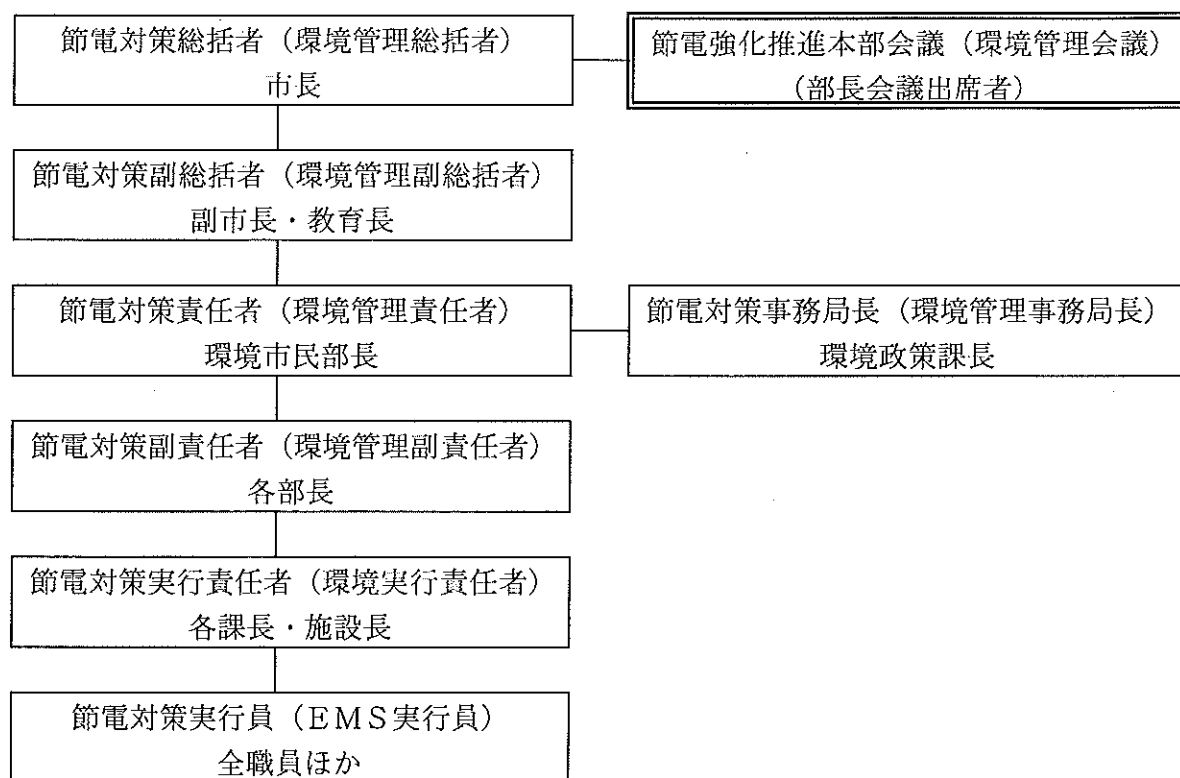 節電対策総括者（環境管理総括者）
市長
節電強化推進本部会議（環境管理会議）
（部長会議出席者）
節電対策副総括者（環境管理副総括者）
副市長・教育長
節電対策責任者（環境管理責任者）
環境市民部長
節電対策事務局長（環境管理事務局長）
環境政策課長
節電対策副責任者（環境管理副責任者）
各部長
節電対策実行責任者（環境実行責任者）
各課長・施設長
節電対策実行員（ＥＭＳ実行員）
全職員ほか